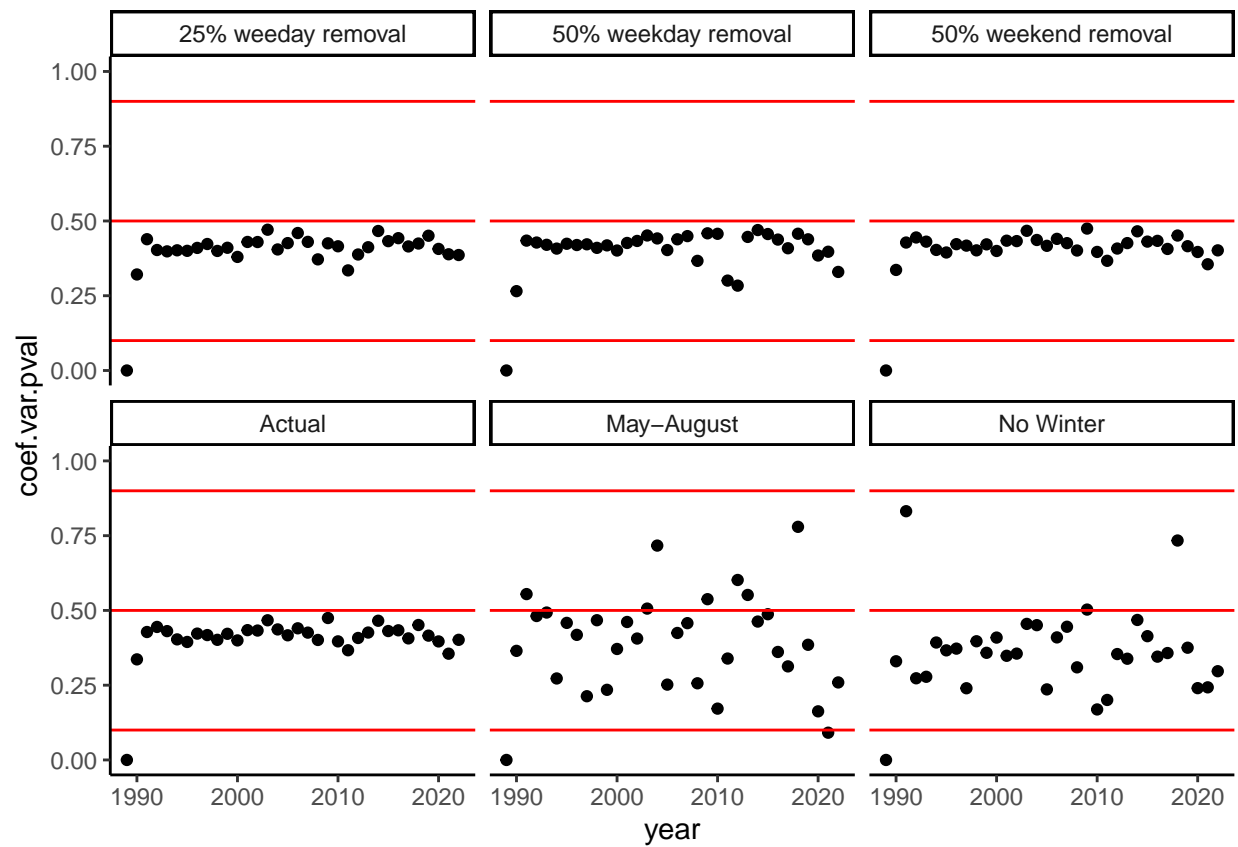 25% weeday removal
50% weekday removal
50% weekend removal
1.00
0.75
0.50
0.25
0.00
Actual
May−August
No Winter
1.00
0.75
0.50
0.25
0.00
coef.var.pval
1990 2000 2010 2020
1990 2000 2010 2020
1990 2000 2010 2020
year